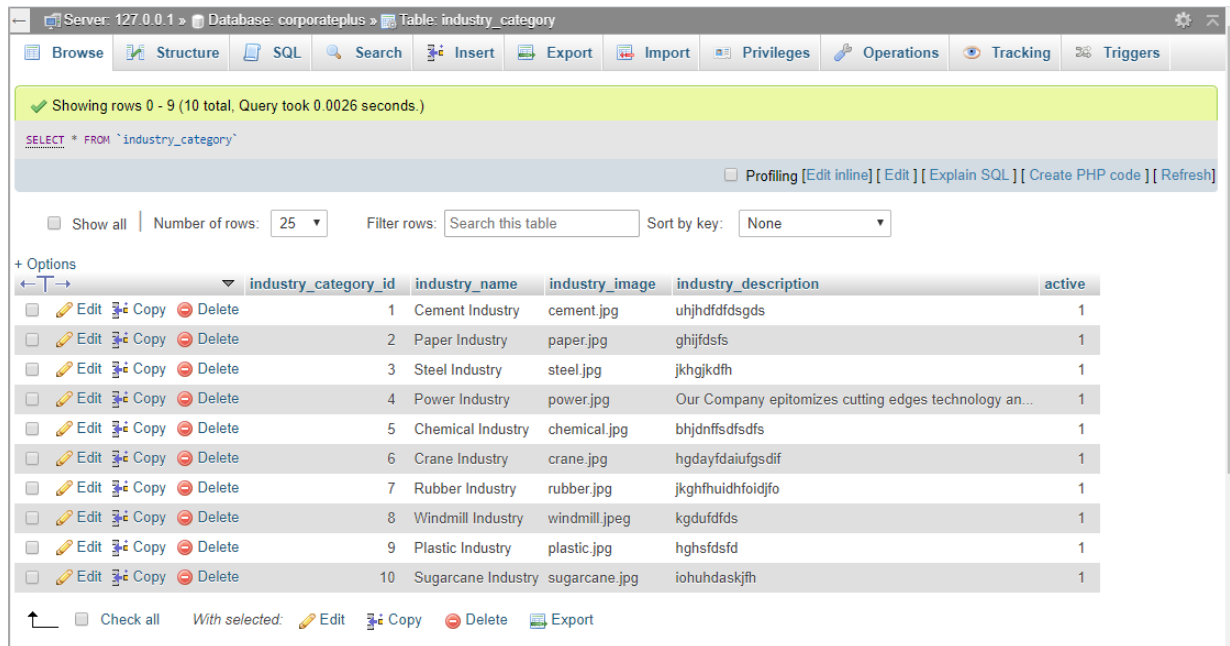 Server: 127.0.0.1 » Database: corporateplus » Table: industry_category
Browse Structure SQL Search Insert Export Import Privileges Operations Tracking Triggers
Showing rows 0 - 9 (10 total, Query took 0.0026 seconds.)
SELECT * FROM `industry_category`
Profiling [Edit inline] [ Edit ] [ Explain SQL ] [ Create PHP code ] [ Refresh]
Show all | Number of rows: 25 Filter rows: Search this table Sort by key: None
+ Options
←T→ industry_category_id industry_name industry_image industry_description active
Edit Copy Delete 1 Cement Industry cement.jpg uhjhdfdfdsgds 1
Edit Copy Delete 2 Paper Industry paper.jpg ghijfdsfs 1
Edit Copy Delete 3 Steel Industry steel.jpg jkhgjkdfh 1
Edit Copy Delete 4 Power Industry power.jpg Our Company epitomizes cutting edges technology an... 1
Edit Copy Delete 5 Chemical Industry chemical.jpg bhjdnffsdfsdfs 1
Edit Copy Delete 6 Crane Industry crane.jpg hgdayfdaiufgsdif 1
Edit Copy Delete 7 Rubber Industry rubber.jpg jkghfhuidhfoidjfo 1
Edit Copy Delete 8 Windmill Industry windmill.jpeg kgdufdfds 1
Edit Copy Delete 9 Plastic Industry plastic.jpg hghsfdsfd 1
Edit Copy Delete 10 Sugarcane Industry sugarcane.jpg iohuhdaskjfh 1
Check all With selected: Edit Copy Delete Export